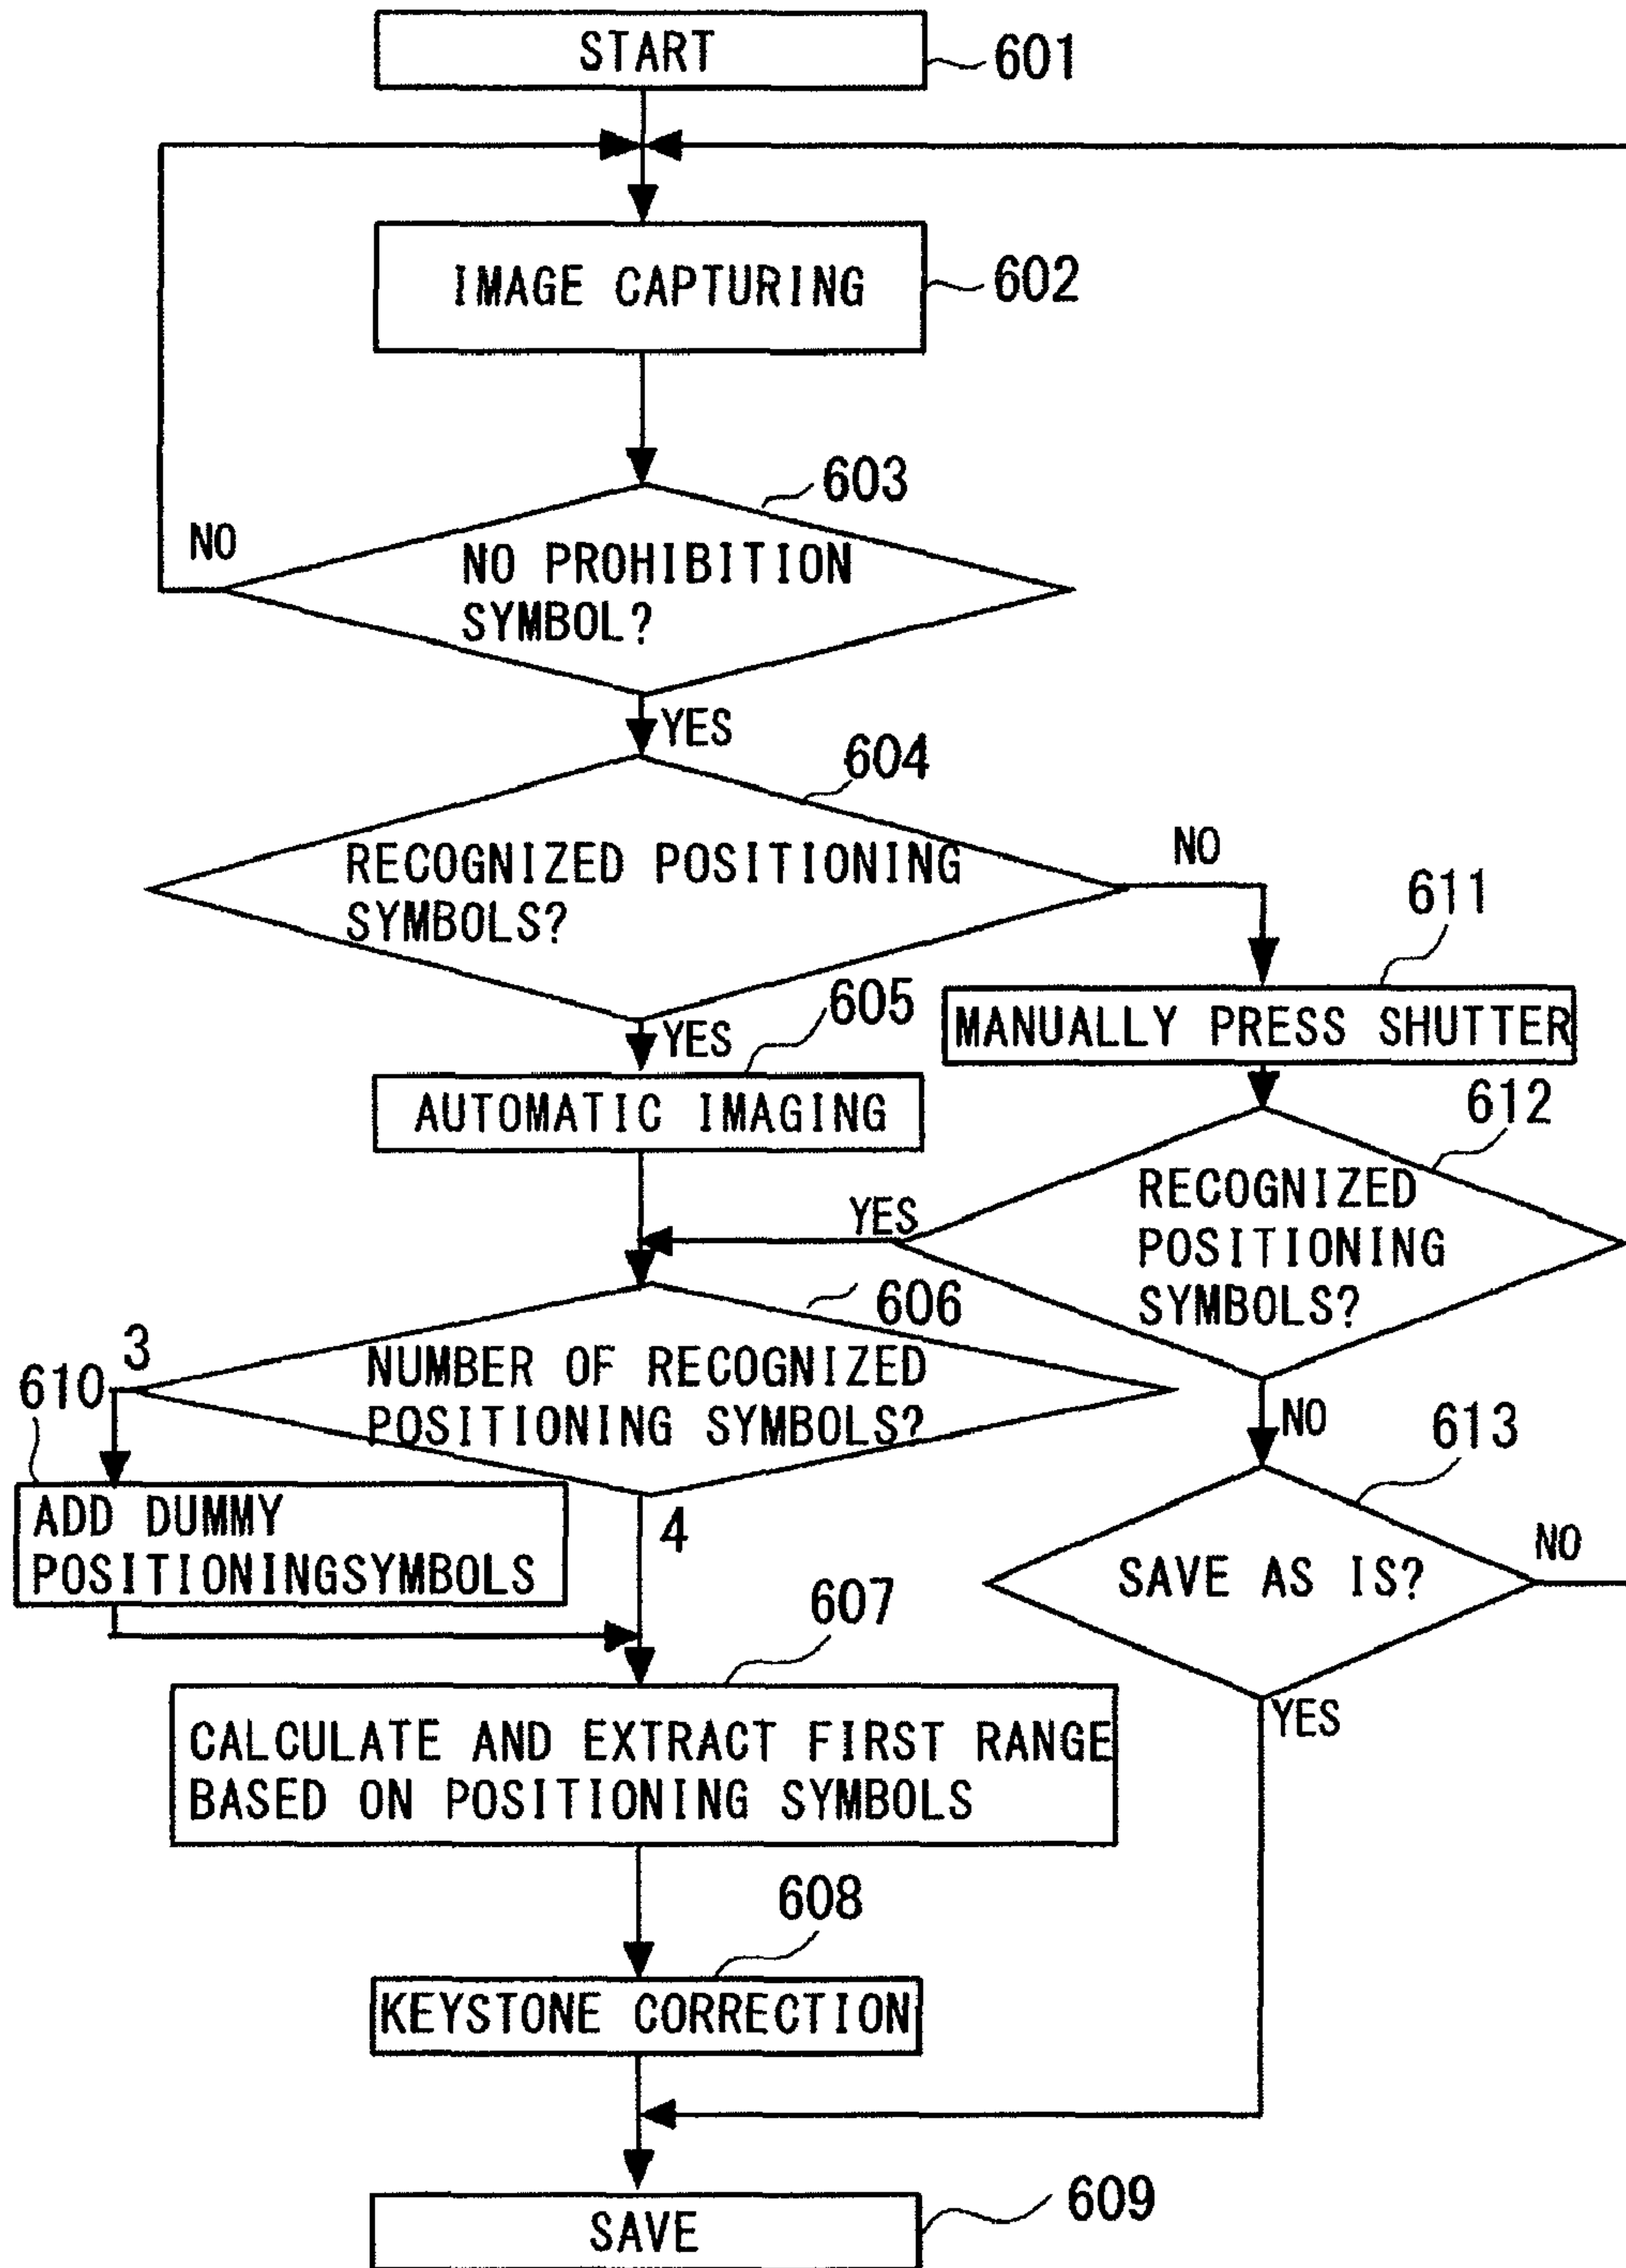 START
601
IMAGE CAPTURING
602
603
NO
NO PROHIBITION
SYMBOL?
YES
604
RECOGNIZED POSITIONING
SYMBOLS?
NO
611
YES
605
MANUALLY PRESS SHUTTER
AUTOMATIC IMAGING
612
RECOGNIZED
POSITIONING
SYMBOLS?
YES
606
3
610
NUMBER OF RECOGNIZED
POSITIONING SYMBOLS?
NO
613
ADD DUMMY
POSITIONINGSYMBOLS
4
SAVE AS IS?
NO
607
YES
CALCULATE AND EXTRACT FIRST RANGE
BASED ON POSITIONING SYMBOLS
608
KEYSTONE CORRECTION
609
SAVE